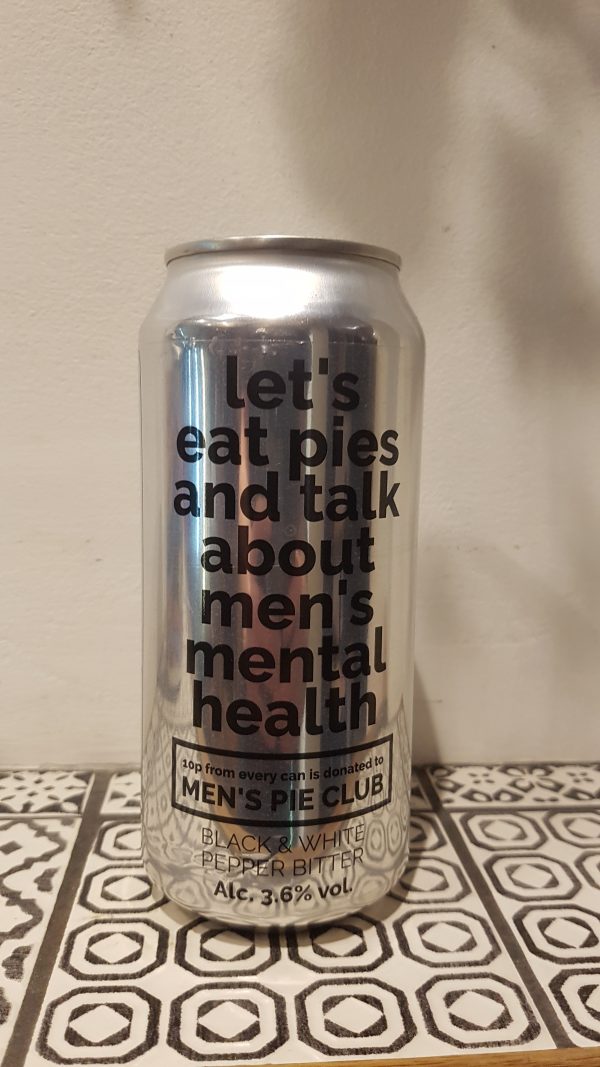 let's
eat pies
and talk
about
men's
mental
health
10p from every can is donated to
MEN'S PIE CLUB
BLACK & WHITE
PEPPER BITTER
Alc. 3.6% vol.